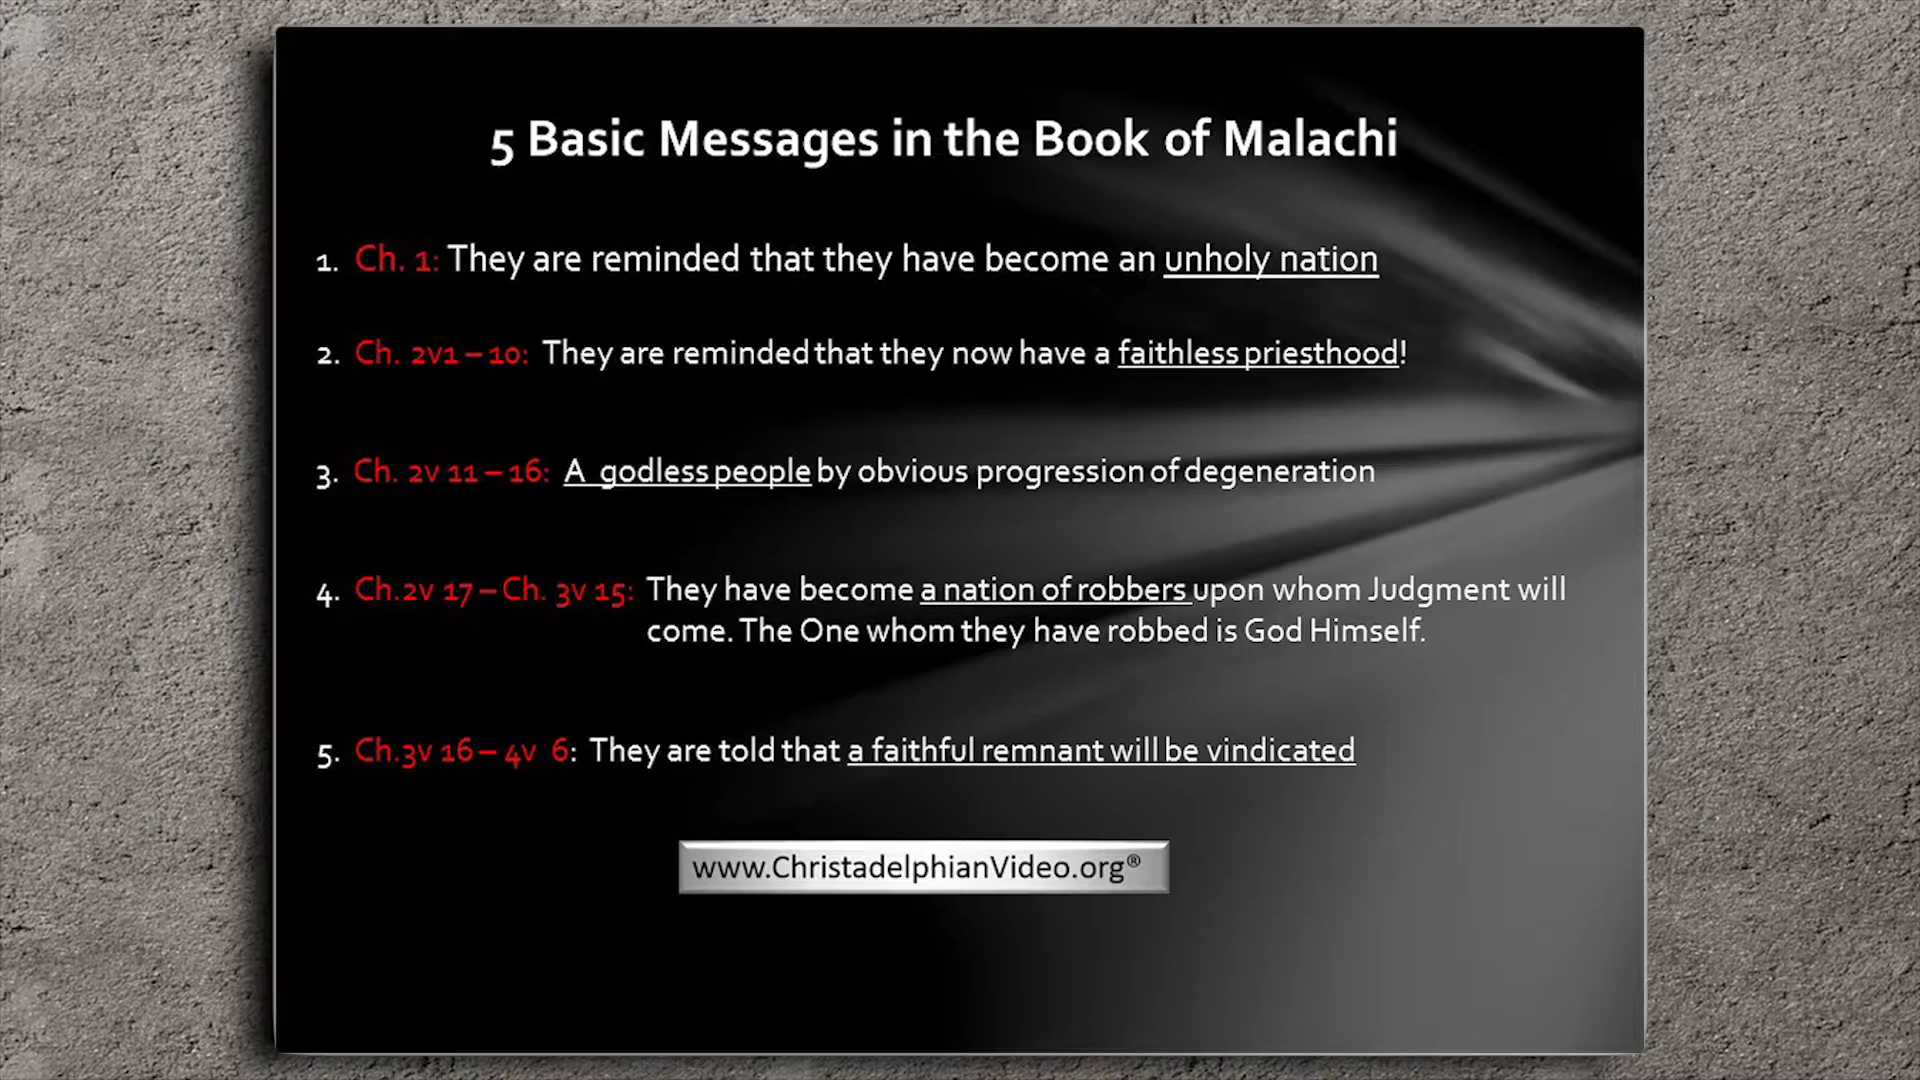 5 Basic Messages in the Book of Malachi
1. Ch. 1: They are reminded that they have become an unholy nation
2. Ch. 2v1 – 10: They are reminded that they now have a faithless priesthood!
3. Ch. 2v 11 – 16: A godless people by obvious progression of degeneration
4. Ch.2v 17 – Ch. 3v 15: They have become a nation of robbers upon whom Judgment will
come. The One whom they have robbed is God Himself.
5. Ch.3v 16 – 4v 6: They are told that a faithful remnant will be vindicated
www.ChristadelphianVideo.org®